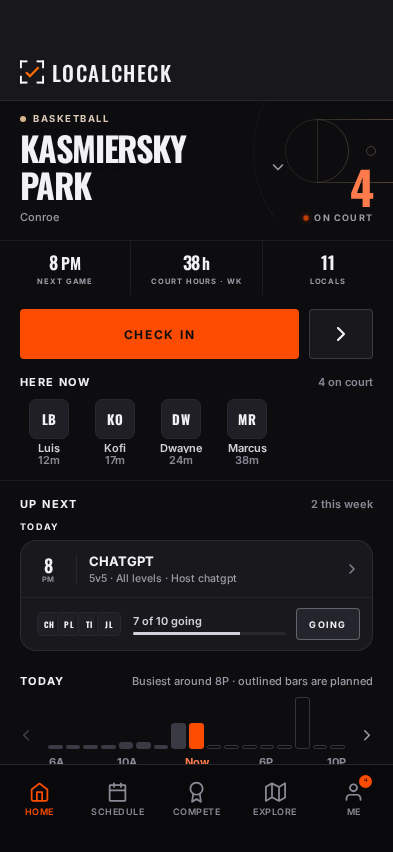 LOCALCHECK
BASKETBALL
KASMIERSKY
PARK
Conroe
4
ON COURT
8 PM
NEXT GAME
38 h
COURT HOURS · WK
11
LOCALS
CHECK IN
HERE NOW
4 on court
LB
KO
DW
MR
Luis
Kofi
Dwayne
Marcus
12m
17m
24m
38m
UP NEXT
2 this week
TODAY
8
PM
CHATGPT
5v5 · All levels · Host chatgpt
CH
PL
TI
JL
7 of 10 going
GOING
TODAY
Busiest around 8P · outlined bars are planned
6A
10A
Now
6P
10P
HOME
SCHEDULE
COMPETE
EXPLORE
ME